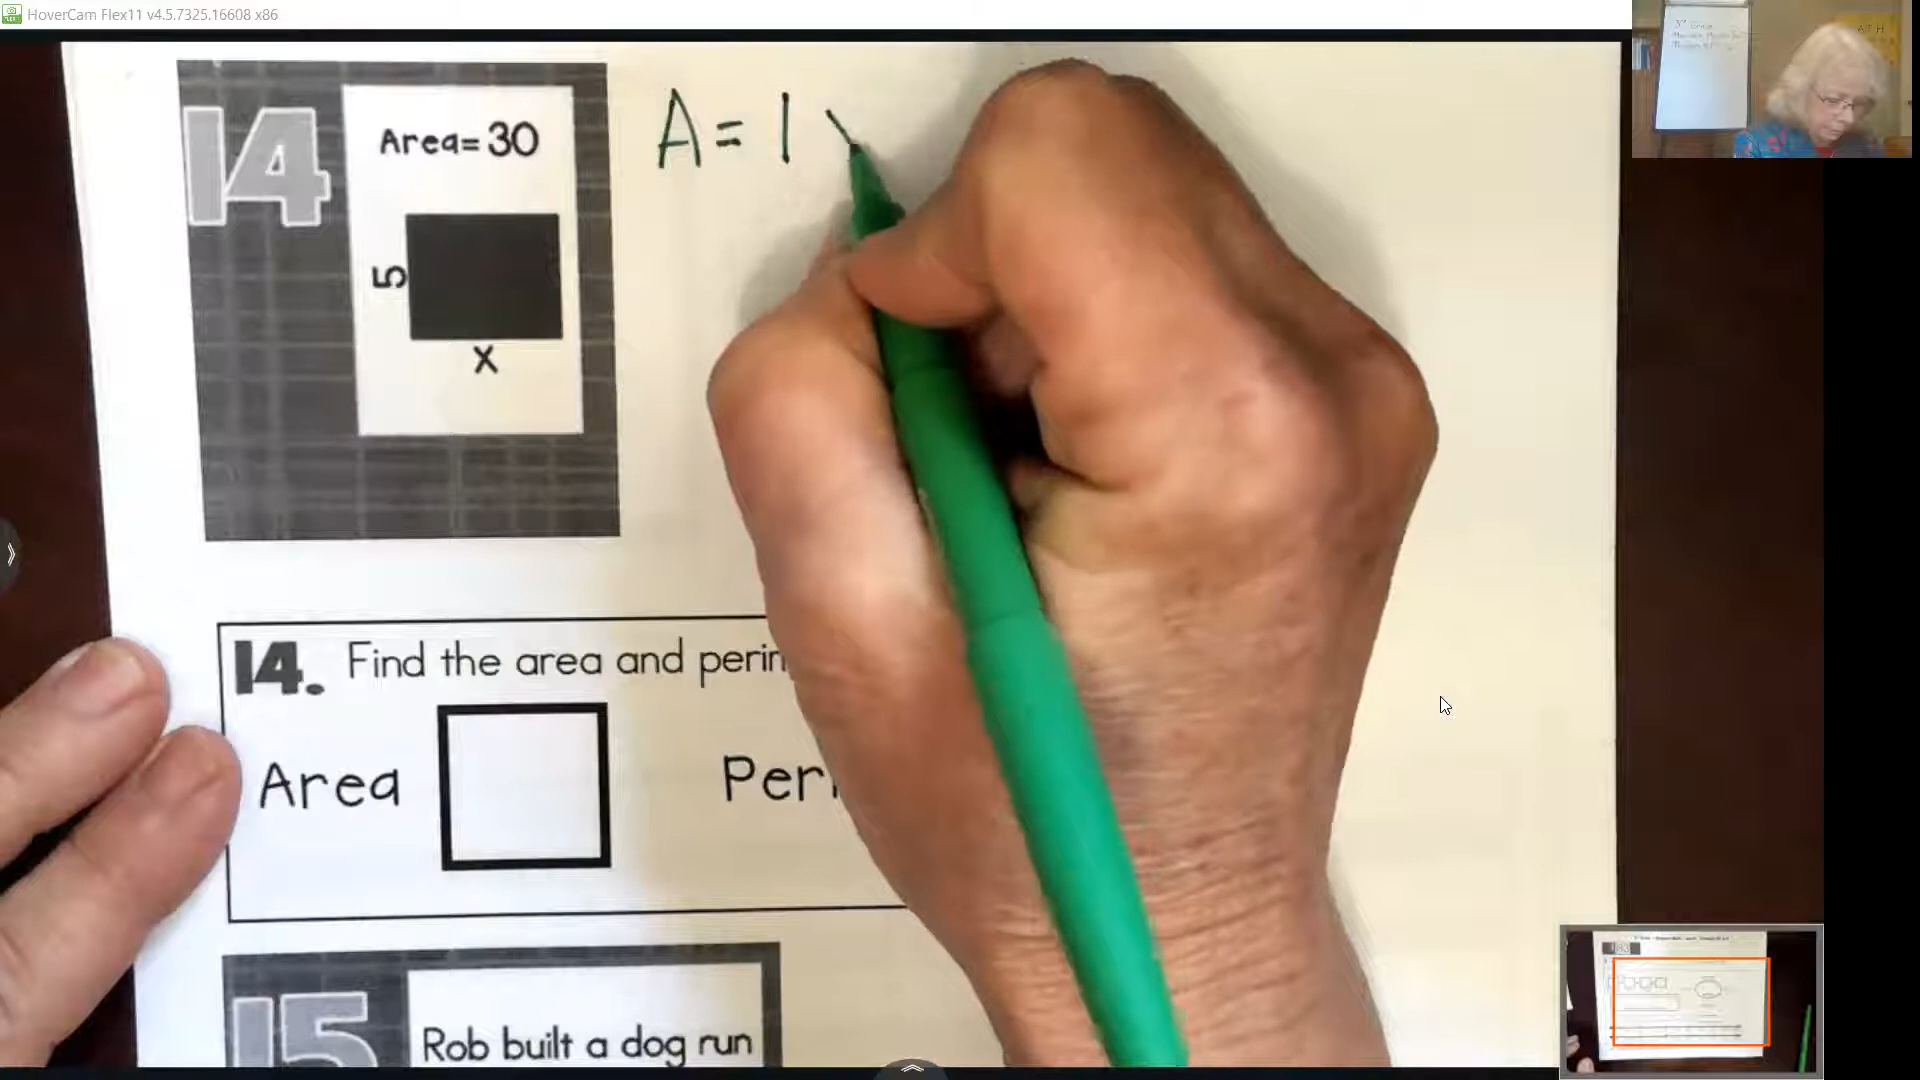 HoverCam Flex11 v4.5.7325.16608 x86
14
Area=30
5
x
A = l
14. Find the area and perim
Area
Peri
15
Rob built a dog run